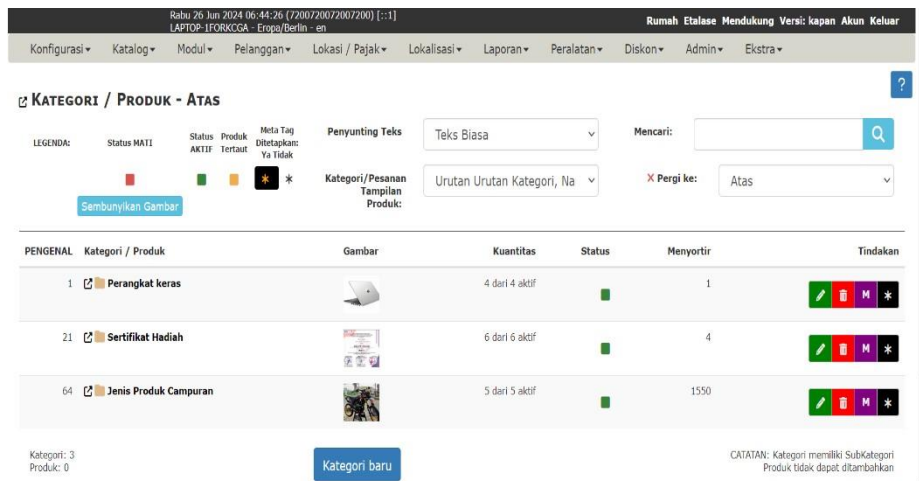 Rabu 26 Jun 2024 06:44:26 (7200720072007200) [::1]
LAPTOP-1FORKCGA - Eropa/Berlin - en
Rumah Etalase Mendukung Versi: kapan Akun Keluar
Konfigurasi Katalog Modul Pelanggan Lokasi / Pajak Lokalisasi Laporan Peralatan Diskon Admin Ekstra
?
KATEGORI / PRODUK - ATAS
LEGENDA: Status MATI Status AKTIF Produk Tertaut Meta Tag Ditetapkan: Ya Tidak
Penyunting Teks Teks Biasa Mencari:
Kategori/Pesanan Tampilan Produk: Urutan Urutan Kategori, Na X Pergi ke: Atas
Sembunyikan Gambar
PENGENAL Kategori / Produk Gambar Kuantitas Status Menyortir Tindakan
1 Perangkat keras 4 dari 4 aktif 1 M *
21 Sertifikat Hadiah 6 dari 6 aktif 4 M *
64 Jenis Produk Campuran 5 dari 5 aktif 1550 M *
Kategori: 3
Produk: 0
Kategori baru
CATATAN: Kategori memiliki SubKategori
Produk tidak dapat ditambahkan